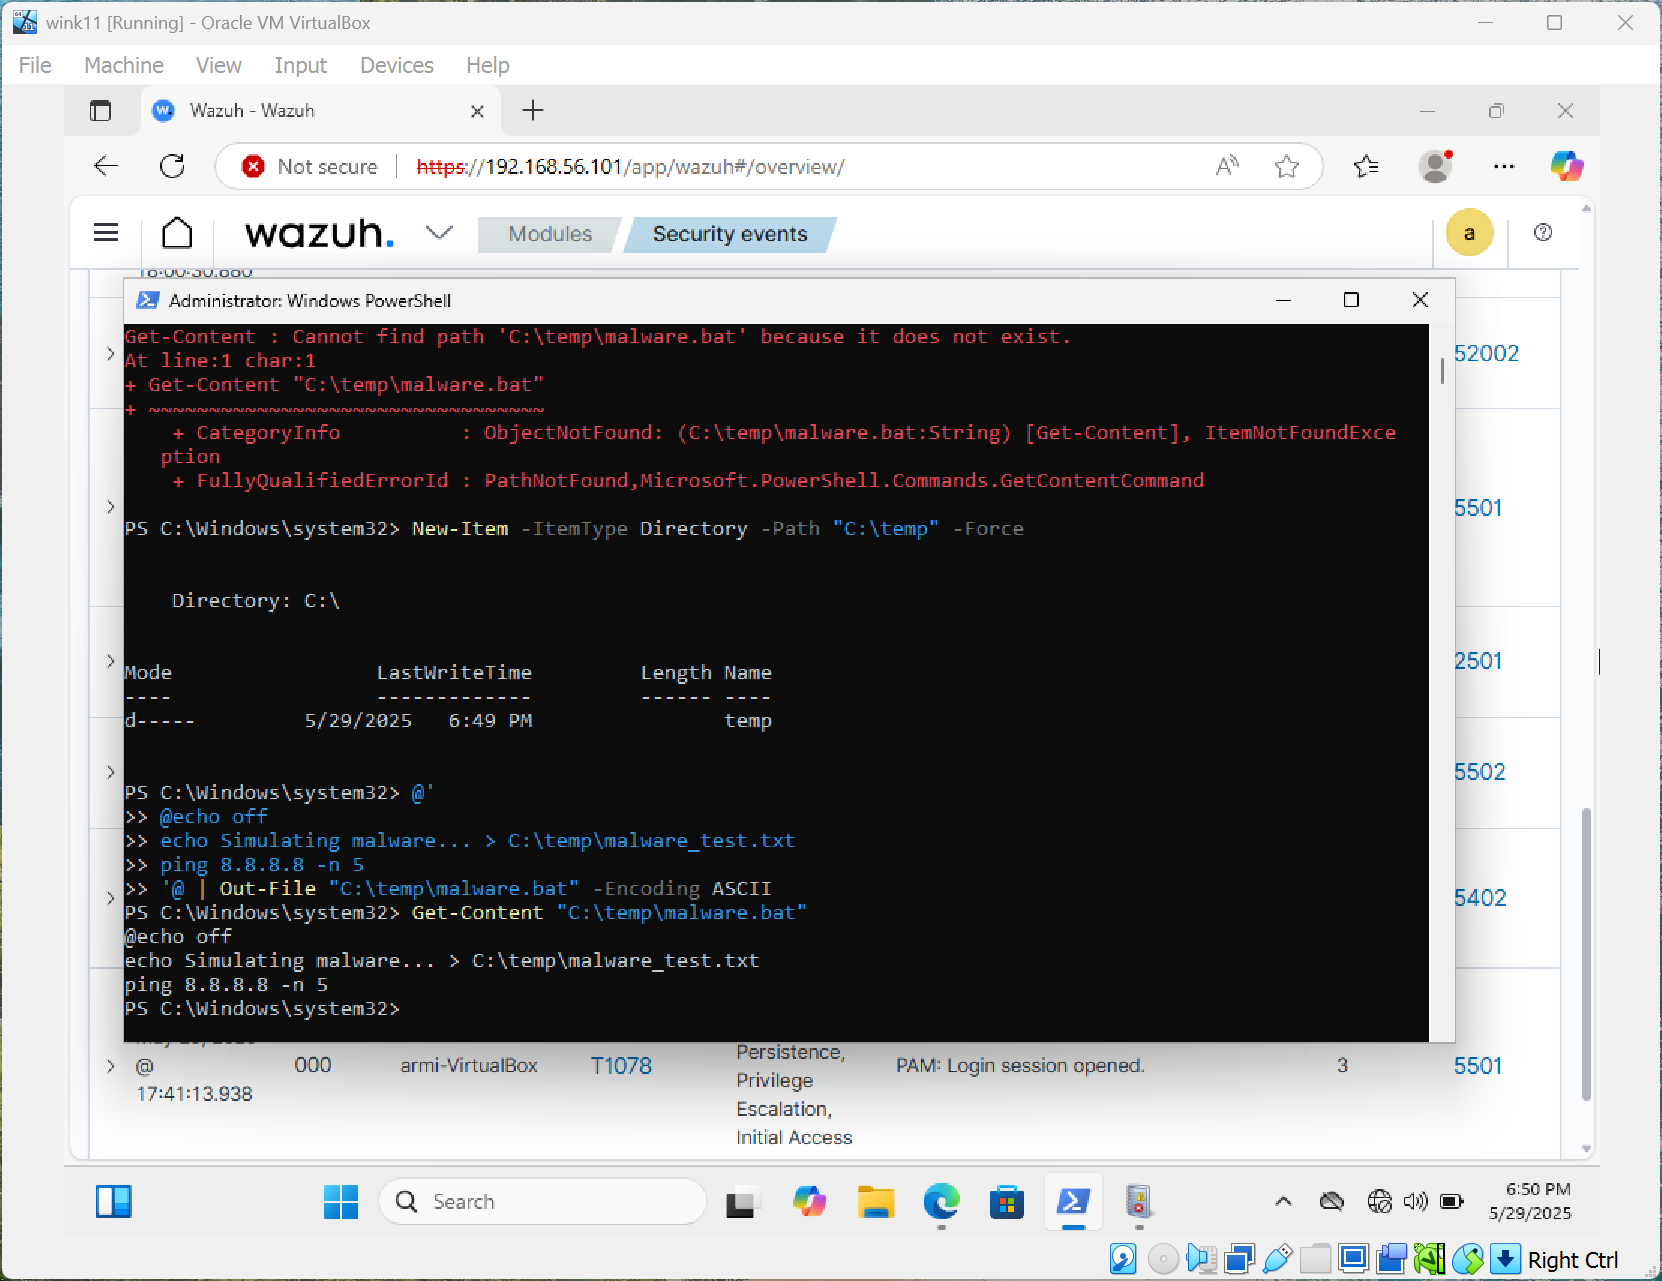 wink11 [Running] - Oracle VM VirtualBox
File Machine View Input Devices Help
Wazuh - Wazuh
Not secure https://192.168.56.101/app/wazuh#/overview/
wazuh. Modules Security events a
18:00:30.880
Administrator: Windows PowerShell
Get-Content : Cannot find path 'C:\temp\malware.bat' because it does not exist.
At line:1 char:1
+ Get-Content "C:\temp\malware.bat"
+ ~~~~~~~~~~~~~~~~~~~~~~~~~~~~~~~~~
+ CategoryInfo : ObjectNotFound: (C:\temp\malware.bat:String) [Get-Content], ItemNotFoundExce
ption
+ FullyQualifiedErrorId : PathNotFound,Microsoft.PowerShell.Commands.GetContentCommand
PS C:\Windows\system32> New-Item -ItemType Directory -Path "C:\temp" -Force
Directory: C:\
Mode LastWriteTime Length Name
---- ------------- ------ ----
d----- 5/29/2025 6:49 PM temp
PS C:\Windows\system32> @'
>> @echo off
>> echo Simulating malware... > C:\temp\malware_test.txt
>> ping 8.8.8.8 -n 5
>> '@ | Out-File "C:\temp\malware.bat" -Encoding ASCII
PS C:\Windows\system32> Get-Content "C:\temp\malware.bat"
@echo off
echo Simulating malware... > C:\temp\malware_test.txt
ping 8.8.8.8 -n 5
PS C:\Windows\system32>
52002
5501
2501
5502
5402
@ 000 armi-VirtualBox T1078 PAM: Login session opened. 3 5501
17:41:13.938
Persistence,
Privilege
Escalation,
Initial Access
Search
6:50 PM
5/29/2025
Right Ctrl